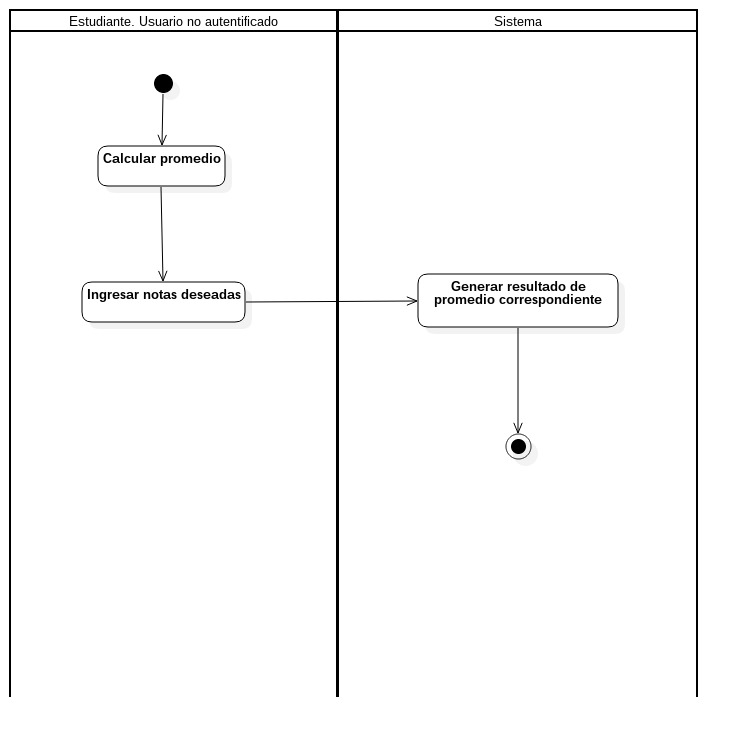 Estudiante. Usuario no autentificado
Sistema
Calcular promedio
Ingresar notas deseadas
Generar resultado de
promedio correspondiente